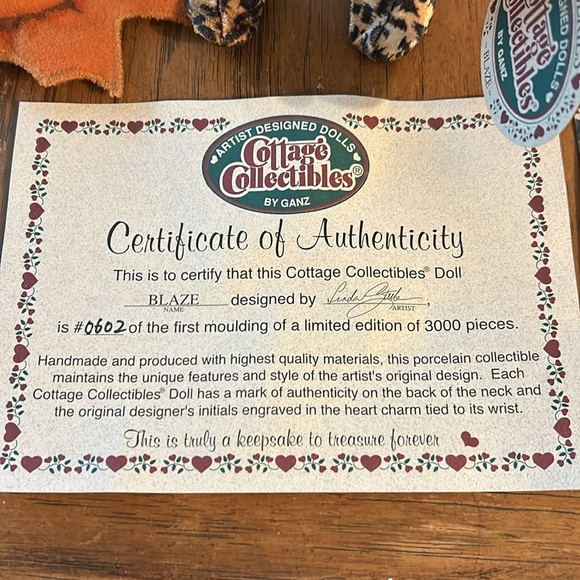 ARTIST DESIGNED DOLLS
Cottage
Collectibles®
BY GANZ
Certificate of Authenticity
This is to certify that this Cottage Collectibles® Doll
BLAZE designed by Linda Steele,
NAME ARTIST
is #0602 of the first moulding of a limited edition of 3000 pieces.
Handmade and produced with highest quality materials, this porcelain collectible
maintains the unique features and style of the artist's original design. Each
Cottage Collectibles® Doll has a mark of authenticity on the back of the neck and
the original designer's initials engraved in the heart charm tied to its wrist.
This is truly a keepsake to treasure forever
GNED DOLLS
Cottage
Collectibles
BY GANZ
~ BLAZE